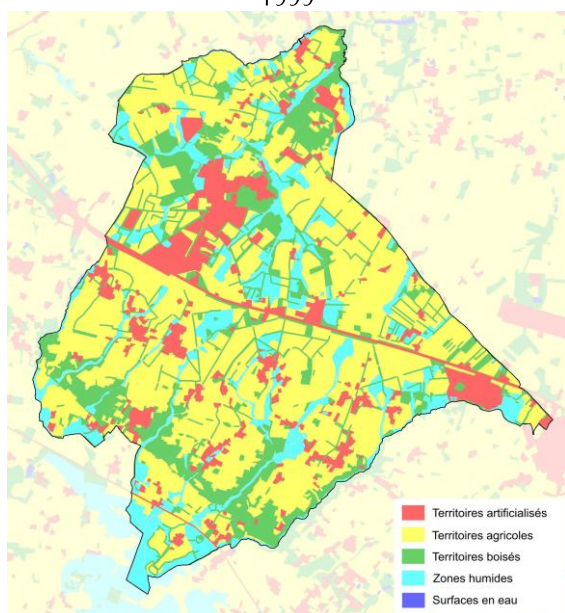 Territoires artificialisés
Territoires agricoles
Territoires boisés
Zones humides
Surfaces en eau